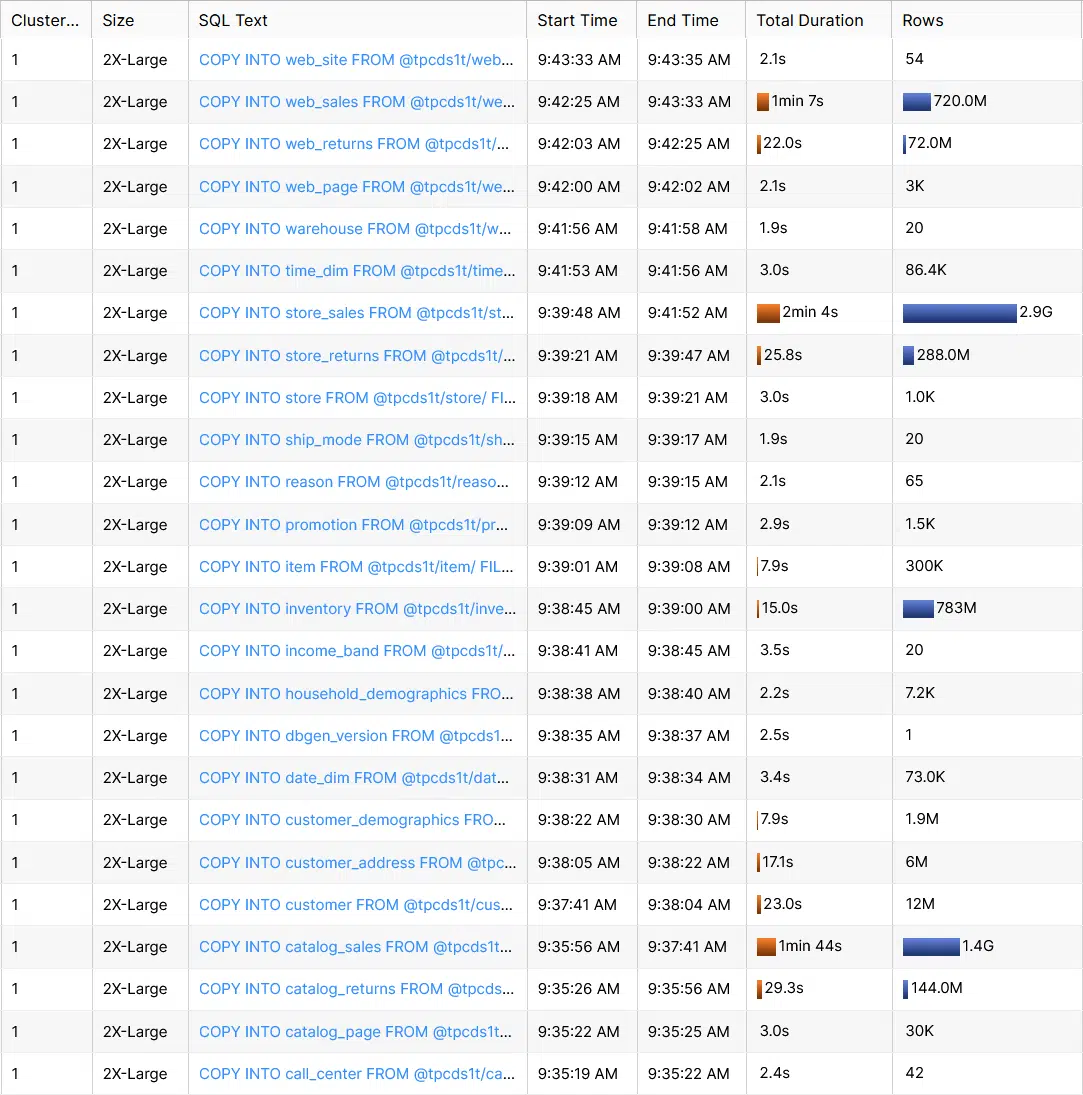 Cluster... Size SQL Text Start Time End Time Total Duration Rows
1 2X-Large COPY INTO web_site FROM @tpcds1t/web... 9:43:33 AM 9:43:35 AM 2.1s 54
1 2X-Large COPY INTO web_sales FROM @tpcds1t/we... 9:42:25 AM 9:43:33 AM 1min 7s 720.0M
1 2X-Large COPY INTO web_returns FROM @tpcds1t/... 9:42:03 AM 9:42:25 AM 22.0s 72.0M
1 2X-Large COPY INTO web_page FROM @tpcds1t/we... 9:42:00 AM 9:42:02 AM 2.1s 3K
1 2X-Large COPY INTO warehouse FROM @tpcds1t/w... 9:41:56 AM 9:41:58 AM 1.9s 20
1 2X-Large COPY INTO time_dim FROM @tpcds1t/time... 9:41:53 AM 9:41:56 AM 3.0s 86.4K
1 2X-Large COPY INTO store_sales FROM @tpcds1t/st... 9:39:48 AM 9:41:52 AM 2min 4s 2.9G
1 2X-Large COPY INTO store_returns FROM @tpcds1t/... 9:39:21 AM 9:39:47 AM 25.8s 288.0M
1 2X-Large COPY INTO store FROM @tpcds1t/store/ FI... 9:39:18 AM 9:39:21 AM 3.0s 1.0K
1 2X-Large COPY INTO ship_mode FROM @tpcds1t/sh... 9:39:15 AM 9:39:17 AM 1.9s 20
1 2X-Large COPY INTO reason FROM @tpcds1t/reaso... 9:39:12 AM 9:39:15 AM 2.1s 65
1 2X-Large COPY INTO promotion FROM @tpcds1t/pr... 9:39:09 AM 9:39:12 AM 2.9s 1.5K
1 2X-Large COPY INTO item FROM @tpcds1t/item/ FIL... 9:39:01 AM 9:39:08 AM 7.9s 300K
1 2X-Large COPY INTO inventory FROM @tpcds1t/inve... 9:38:45 AM 9:39:00 AM 15.0s 783M
1 2X-Large COPY INTO income_band FROM @tpcds1t/... 9:38:41 AM 9:38:45 AM 3.5s 20
1 2X-Large COPY INTO household_demographics FRO... 9:38:38 AM 9:38:40 AM 2.2s 7.2K
1 2X-Large COPY INTO dbgen_version FROM @tpcds1... 9:38:35 AM 9:38:37 AM 2.5s 1
1 2X-Large COPY INTO date_dim FROM @tpcds1t/dat... 9:38:31 AM 9:38:34 AM 3.4s 73.0K
1 2X-Large COPY INTO customer_demographics FRO... 9:38:22 AM 9:38:30 AM 7.9s 1.9M
1 2X-Large COPY INTO customer_address FROM @tpc... 9:38:05 AM 9:38:22 AM 17.1s 6M
1 2X-Large COPY INTO customer FROM @tpcds1t/cus... 9:37:41 AM 9:38:04 AM 23.0s 12M
1 2X-Large COPY INTO catalog_sales FROM @tpcds1t... 9:35:56 AM 9:37:41 AM 1min 44s 1.4G
1 2X-Large COPY INTO catalog_returns FROM @tpcds... 9:35:26 AM 9:35:56 AM 29.3s 144.0M
1 2X-Large COPY INTO catalog_page FROM @tpcds1t... 9:35:22 AM 9:35:25 AM 3.0s 30K
1 2X-Large COPY INTO call_center FROM @tpcds1t/ca... 9:35:19 AM 9:35:22 AM 2.4s 42